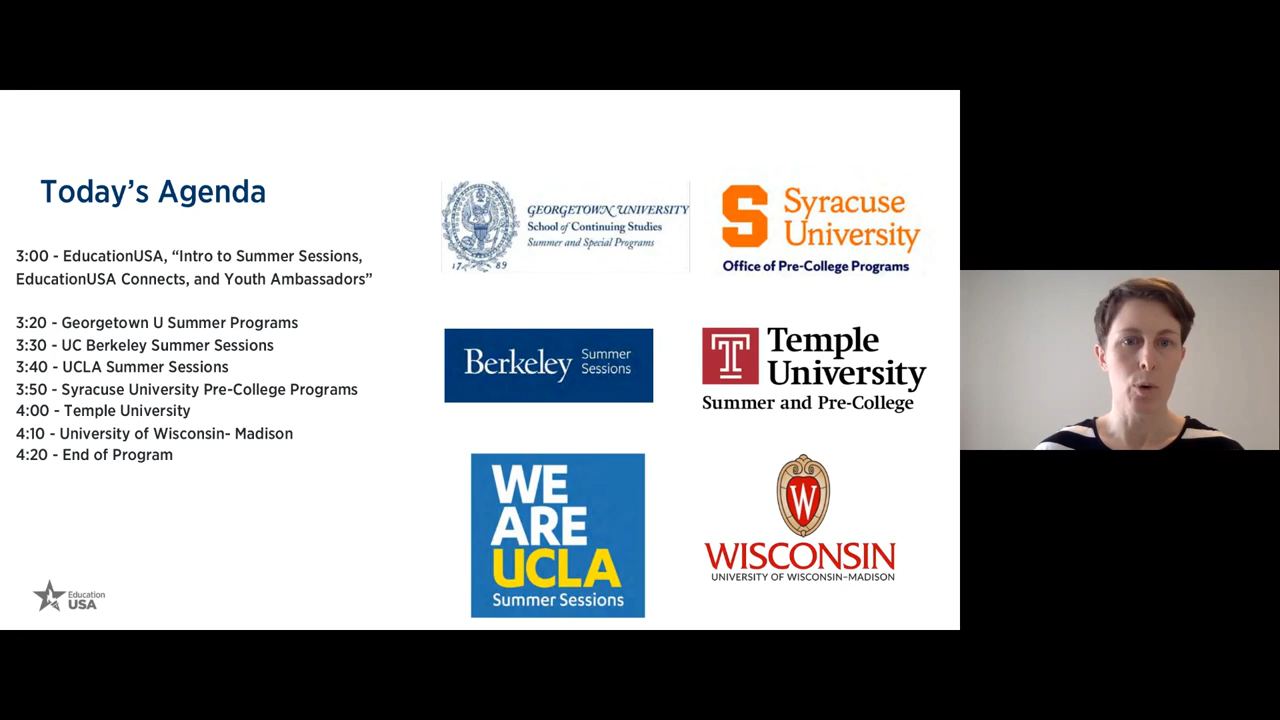 Today's Agenda
3:00 - EducationUSA, “Intro to Summer Sessions,
EducationUSA Connects, and Youth Ambassadors”
3:20 - Georgetown U Summer Programs
3:30 - UC Berkeley Summer Sessions
3:40 - UCLA Summer Sessions
3:50 - Syracuse University Pre-College Programs
4:00 - Temple University
4:10 - University of Wisconsin- Madison
4:20 - End of Program
Education
USA
GEORGETOWN UNIVERSITY
School of Continuing Studies
Summer and Special Programs
1789
S
Syracuse
University
Office of Pre-College Programs
Berkeley
Summer
Sessions
T
Temple
University
Summer and Pre-College
WE
ARE
UCLA
Summer Sessions
W
WISCONSIN
UNIVERSITY OF WISCONSIN–MADISON